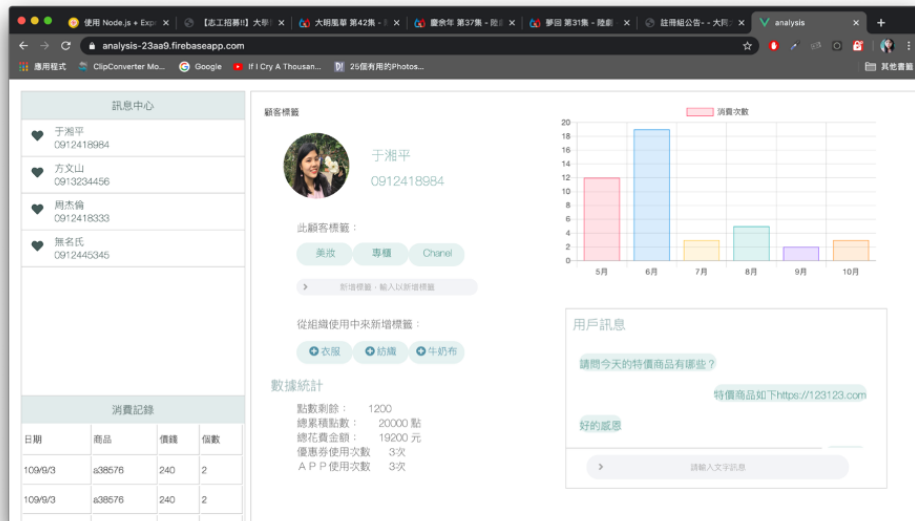 使用 Node.js + Exp
【志工招募!!】大學
大明風華 第42集 -
慶余年 第37集 - 陸
夢回 第31集 - 陸劇
註冊組公告- - 大同
analysis
analysis-23aa9.firebaseapp.com
應用程式
ClipConverter Mo...
Google
If I Cry A Thousan...
25個有用的Photos...
其他書籤
訊息中心
于湘平
0912418984
方文山
0913234456
周杰倫
0912418333
無名氏
0912445345
消費記錄
日期 商品 價錢 個數
109/9/3 a38576 240 2
109/9/3 a38576 240 2
顧客標籤
于湘平
0912418984
此顧客標籤：
美妝 專櫃 Chanel
新增標籤，輸入以新增標籤
從組織使用中來新增標籤：
衣服 紡織 牛奶布
數據統計
點數剩餘： 1200
總累積點數： 20000 點
總花費金額： 19200 元
優惠券使用次數 3次
ＡＰＰ使用次數 3次
消費次數
20
18
16
14
12
10
8
6
4
2
0
5月 6月 7月 8月 9月 10月
用戶訊息
請問今天的特價商品有哪些？
特價商品如下https://123123.com
好的感恩
請輸入文字訊息